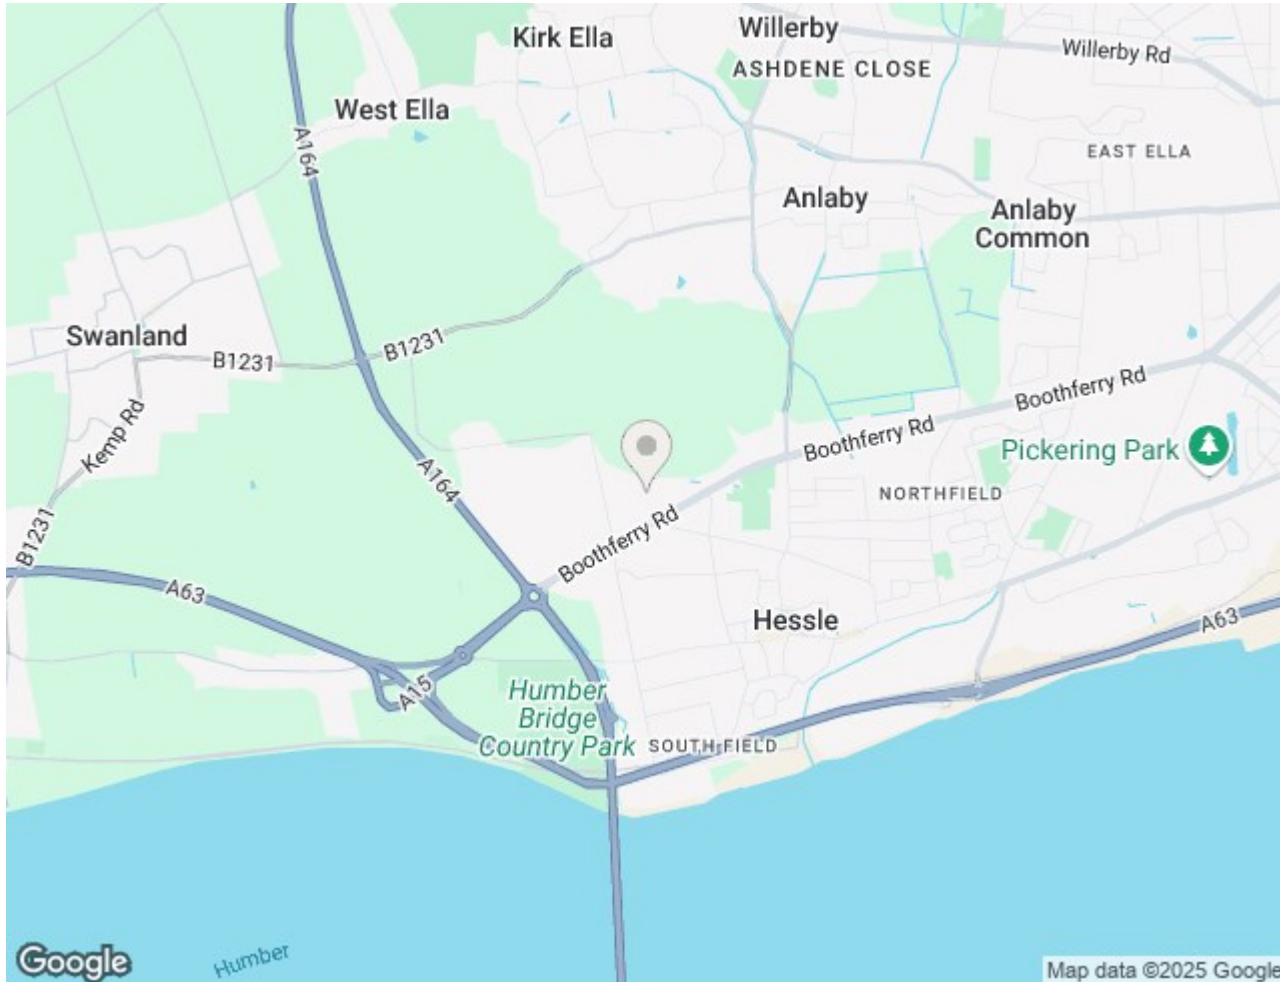 Kirk Ella
Willerby
Willerby Rd
ASHDENE CLOSE
West Ella
A164
EAST ELLA
Anlaby
Anlaby
Common
Swanland
B1231
B1231
Kemp Rd
Boothferry Rd
Boothferry Rd
Pickering Park
A164
NORTHFIELD
B1231
Boothferry Rd
A63
Hessle
A63
A15
Humber
Bridge
Country Park
SOUTHFIELD
Humber
Google
Map data ©2025 Google